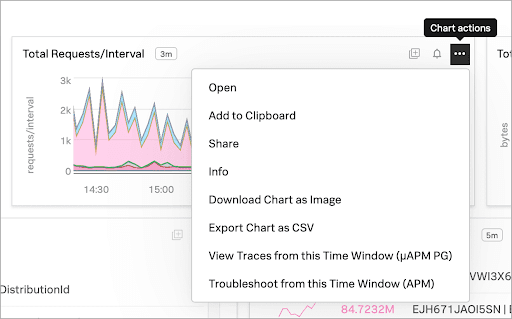 Chart actions
Total Requests/Interval
3m
To
requests/interval
3k
2k
1k
0
14:30
15:00
Open
Add to Clipboard
Share
Info
Download Chart as Image
Export Chart as CSV
View Traces from this Time Window (µAPM PG)
Troubleshoot from this Time Window (APM)
bytes
5m
DistributionId
VWI3X6
84.7232M
EJH671JAOI5SN |